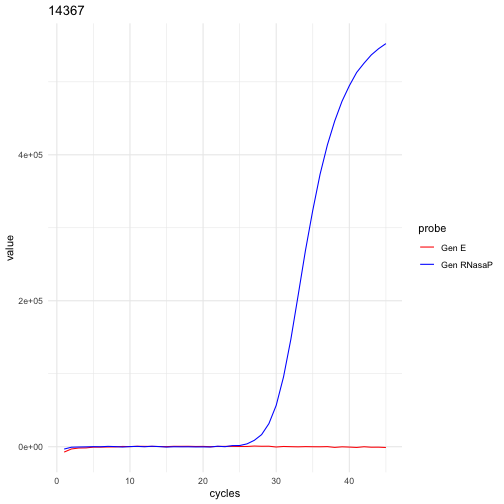 14367
4e+05
2e+05
0e+00
value
0
10
20
30
40
cycles
probe
Gen E
Gen RNasaP